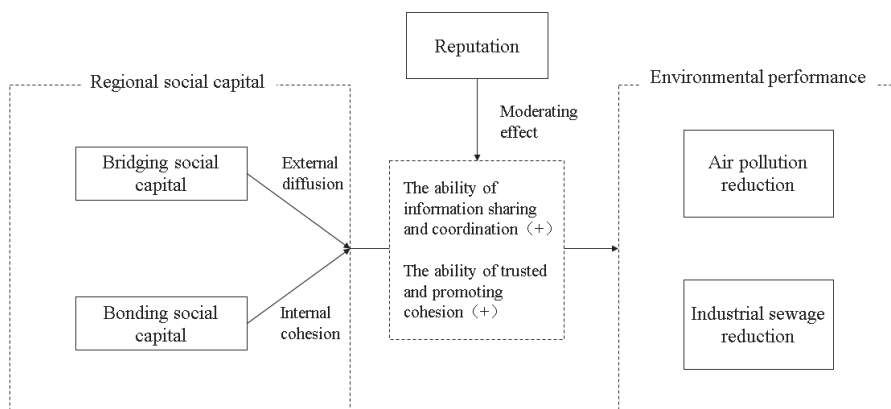 Reputation
Regional social capital
Environmental performance
Moderating
effect
Bridging social
capital
External
diffusion
The ability of
information sharing
and coordination（+）
Air pollution
reduction
The ability of trusted
and promoting
cohesion（+）
Bonding social
capital
Internal
cohesion
Industrial sewage
reduction